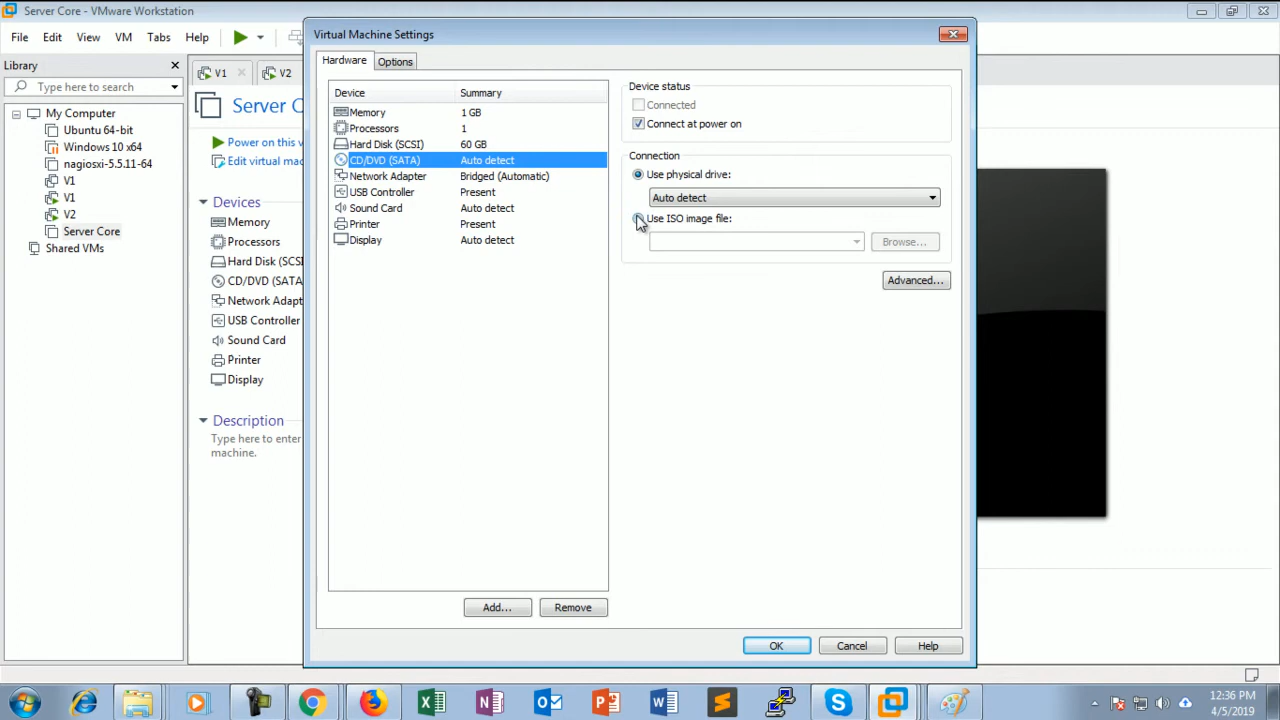 Server Core - VMware Workstation
File Edit View VM Tabs Help
Library
Type here to search
My Computer
Ubuntu 64-bit
Windows 10 x64
nagiosxi-5.5.11-64
V1
V1
V2
Server Core
Shared VMs
V1
V2
Server C
Power on this v
Edit virtual mac
Devices
Memory
Processors
Hard Disk (SCS
CD/DVD (SATA
Network Adapt
USB Controller
Sound Card
Printer
Display
Description
Type here to enter
machine.
Virtual Machine Settings
Hardware Options
Device Summary
Memory 1 GB
Processors 1
Hard Disk (SCSI) 60 GB
CD/DVD (SATA) Auto detect
Network Adapter Bridged (Automatic)
USB Controller Present
Sound Card Auto detect
Printer Present
Display Auto detect
Add... Remove
Device status
Connected
Connect at power on
Connection
Use physical drive:
Auto detect
Use ISO image file:
Browse...
Advanced...
OK Cancel Help
12:36 PM
4/5/2019